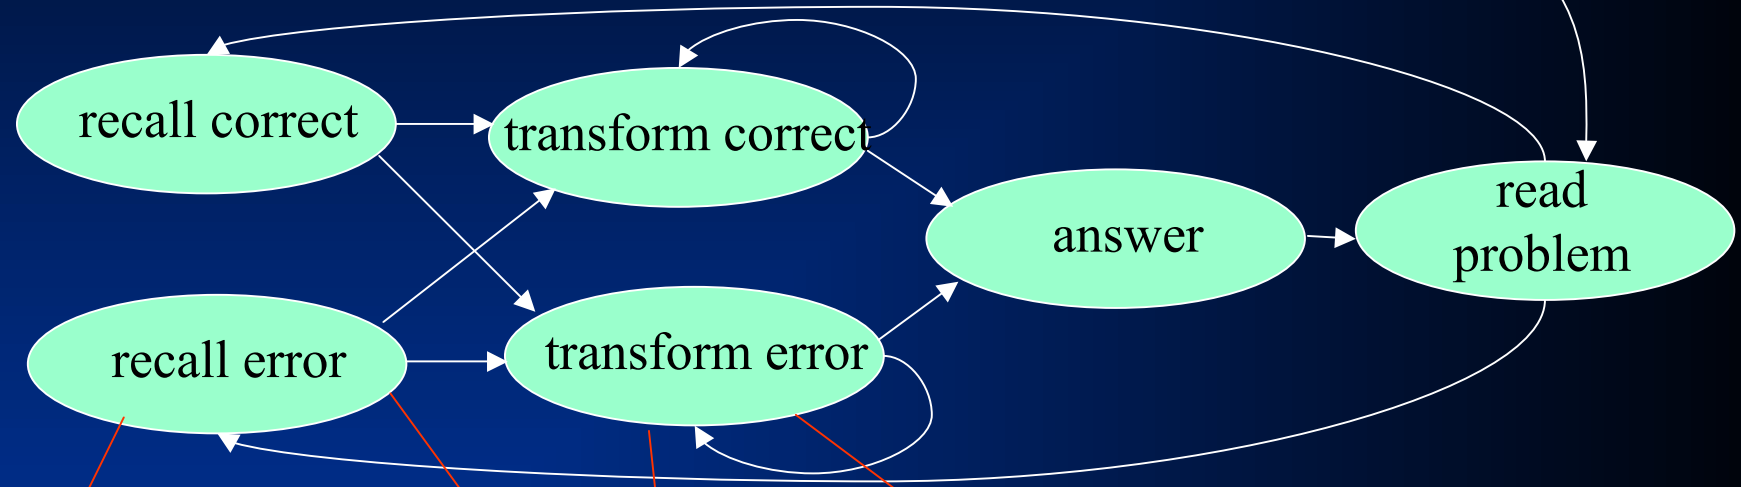 recall correct
transform correct
answer
read
problem
recall error
transform error